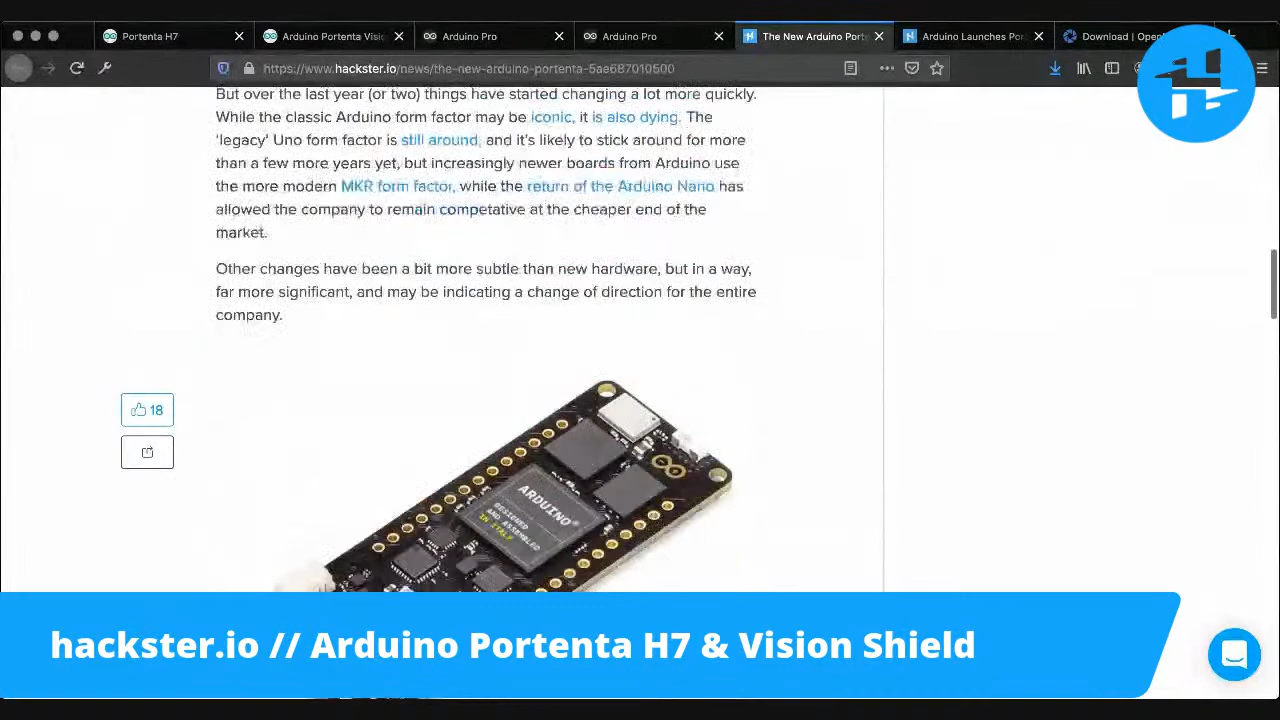 Portenta H7
Arduino Portenta Visi
Arduino Pro
Arduino Pro
The New Arduino Porte
Arduino Launches Por
Download | Open
https://www.hackster.io/news/the-new-arduino-portenta-5ae687010500
But over the last year (or two) things have started changing a lot more quickly.
While the classic Arduino form factor may be iconic, it is also dying. The
‘legacy’ Uno form factor is still around, and it’s likely to stick around for more
than a few more years yet, but increasingly newer boards from Arduino use
the more modern MKR form factor, while the return of the Arduino Nano has
allowed the company to remain competative at the cheaper end of the
market.
Other changes have been a bit more subtle than new hardware, but in a way,
far more significant, and may be indicating a change of direction for the entire
company.
18
ARDUINO®
DESIGNED
AND ASSEMBLED
IN ITALY
hackster.io // Arduino Portenta H7 & Vision Shield